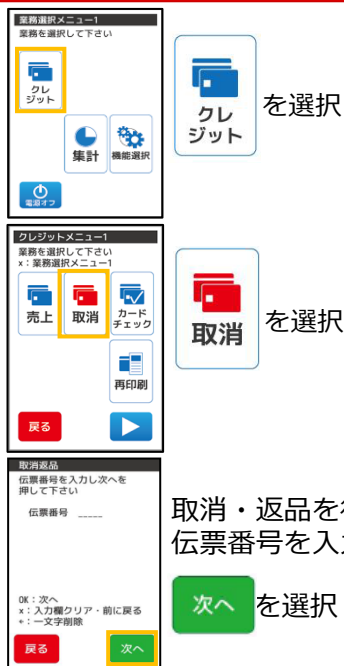 業務選択メニュー1
業務を選択して下さい
クレ
ジット
集計
機能選択
電源オフ
クレ
ジット
を選択
クレジットメニュー1
業務を選択して下さい
x:業務選択メニュー1
売上
取消
カード
チェック
再印刷
戻る
取消
を選択
取消返品
伝票番号を入力し次へを
押して下さい
伝票番号 _____
OK:次へ
x:入力欄クリア・前に戻る
←:一文字削除
戻る
次へ
取消・返品を
伝票番号を入
次へ
を選択